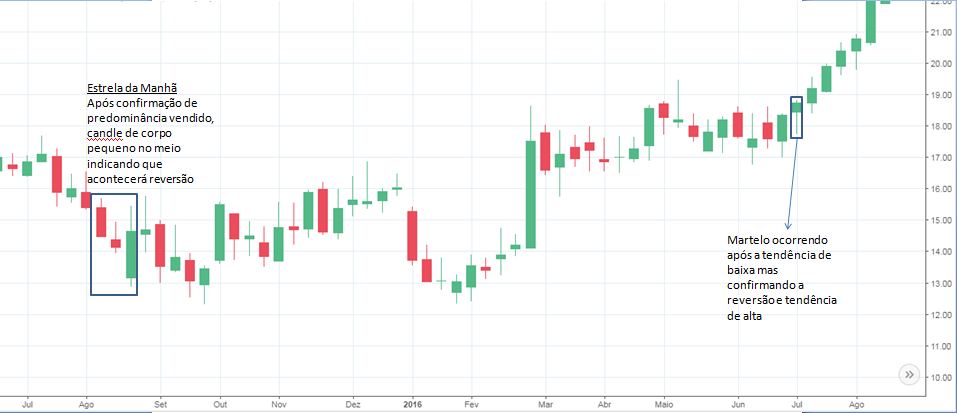 Estrela da Manhã
Após confirmação de
predominância vendido,
candle de corpo
pequeno no meio
indicando que
acontecerá reversão
Martelo ocorrendo
após a tendência de
baixa mas
confirmando a
reversão e tendência
de alta
22.00
21.00
20.00
19.00
18.00
17.00
16.00
15.00
14.00
13.00
12.00
11.00
10.00
Jul Ago Set Out Nov Dez 2016 Fev Mar Abr Maio Jun Jul Ago